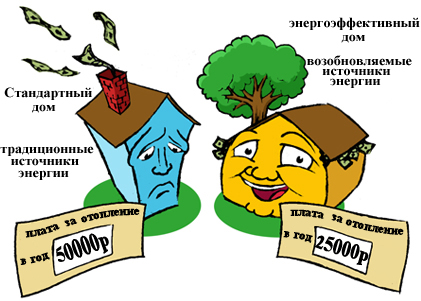 Стандартный
дом
традиционные
источники
энергии
плата за отопление
в год 50000р
энергоэффективный
дом
возобновляемые
источники
энергии
плата за отопление
в год 25000р